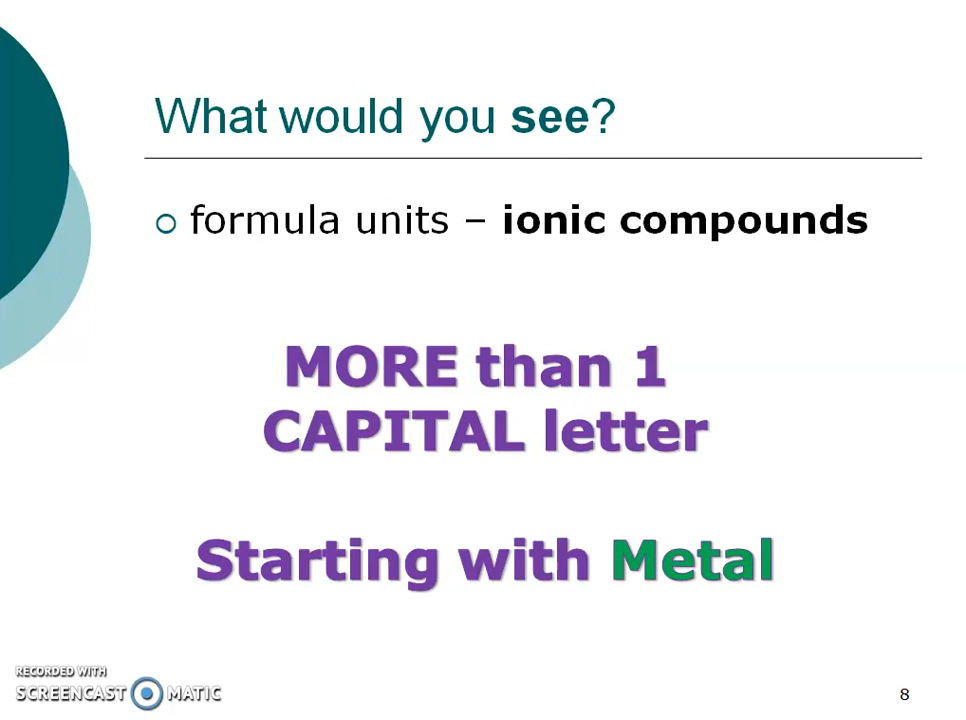 What would you see?
formula units – ionic compounds
MORE than 1
CAPITAL letter
Starting with Metal
RECORDED WITH
SCREENCAST MATIC
8